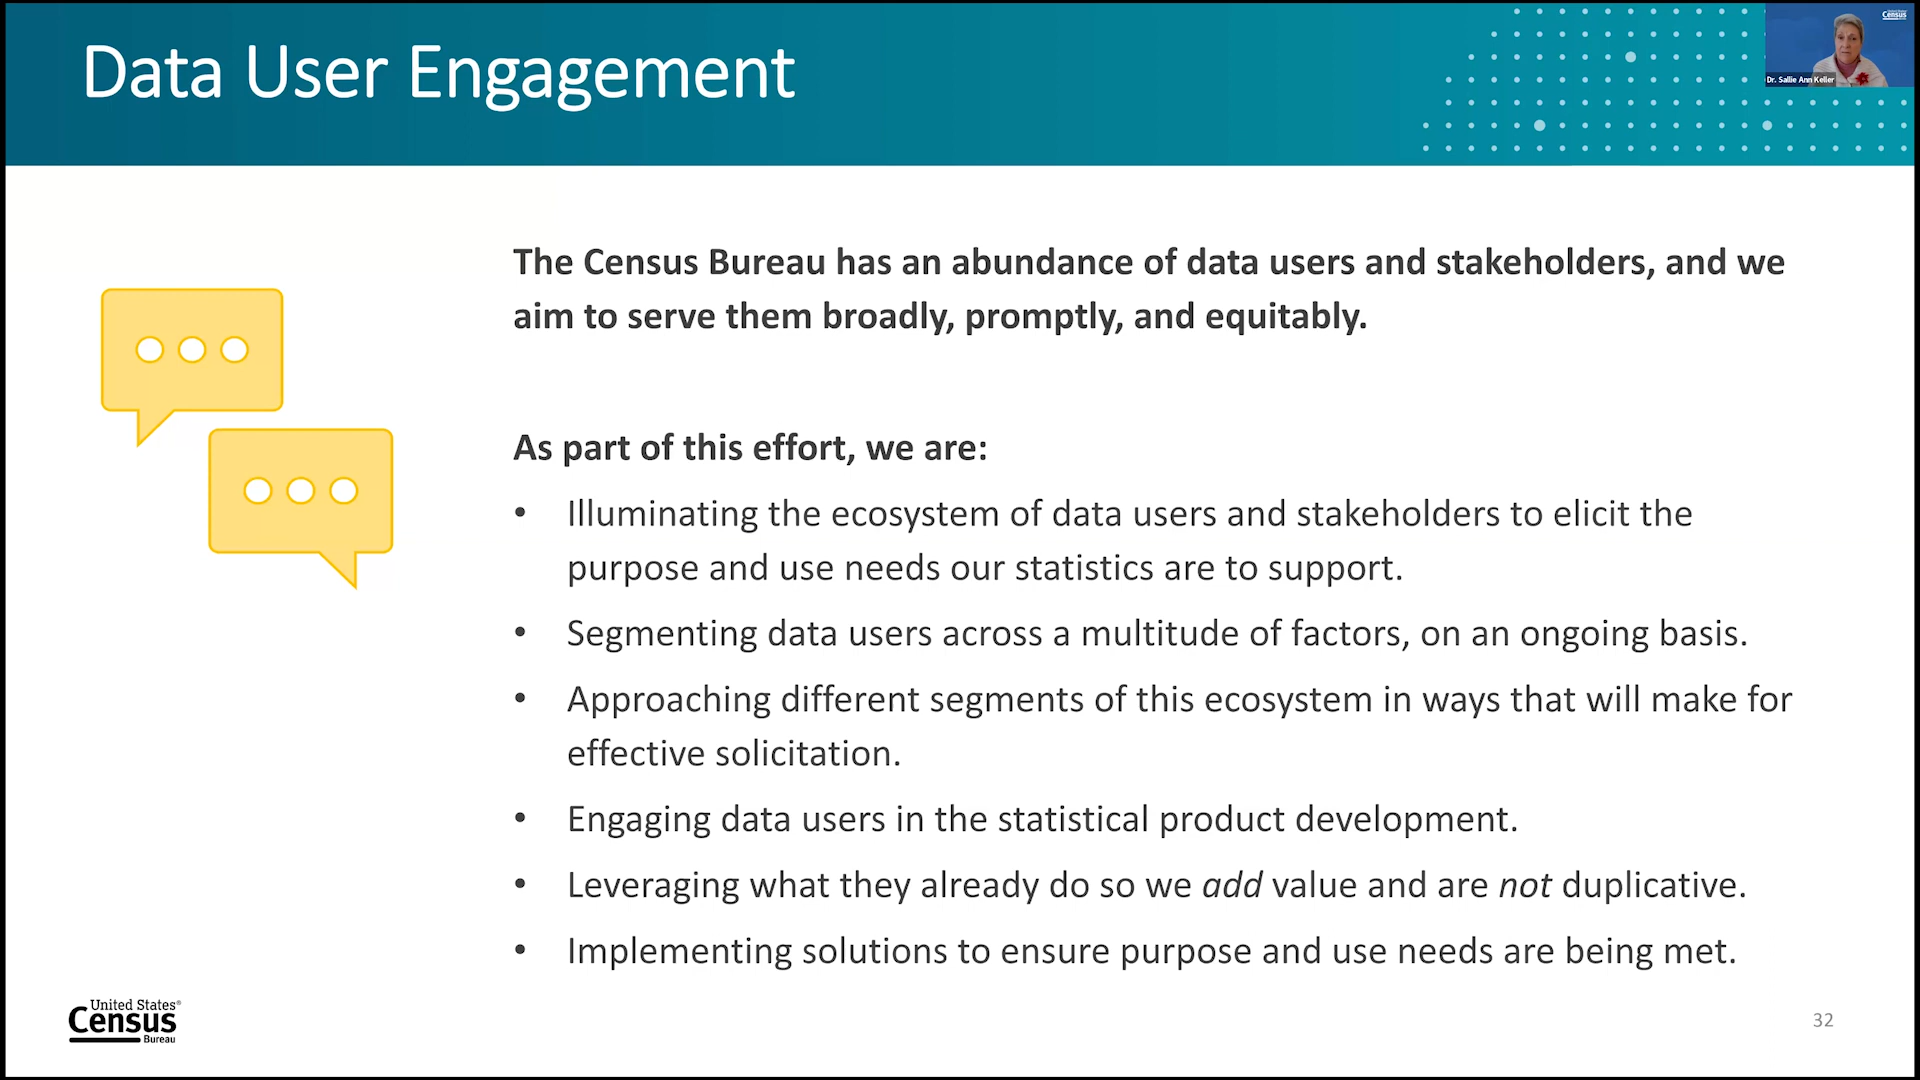 Data User Engagement
Census
Dr. Sallie Ann Keller
The Census Bureau has an abundance of data users and stakeholders, and we
aim to serve them broadly, promptly, and equitably.
As part of this effort, we are:
• Illuminating the ecosystem of data users and stakeholders to elicit the
purpose and use needs our statistics are to support.
• Segmenting data users across a multitude of factors, on an ongoing basis.
• Approaching different segments of this ecosystem in ways that will make for
effective solicitation.
• Engaging data users in the statistical product development.
• Leveraging what they already do so we add value and are not duplicative.
• Implementing solutions to ensure purpose and use needs are being met.
United States®
Census
Bureau
32